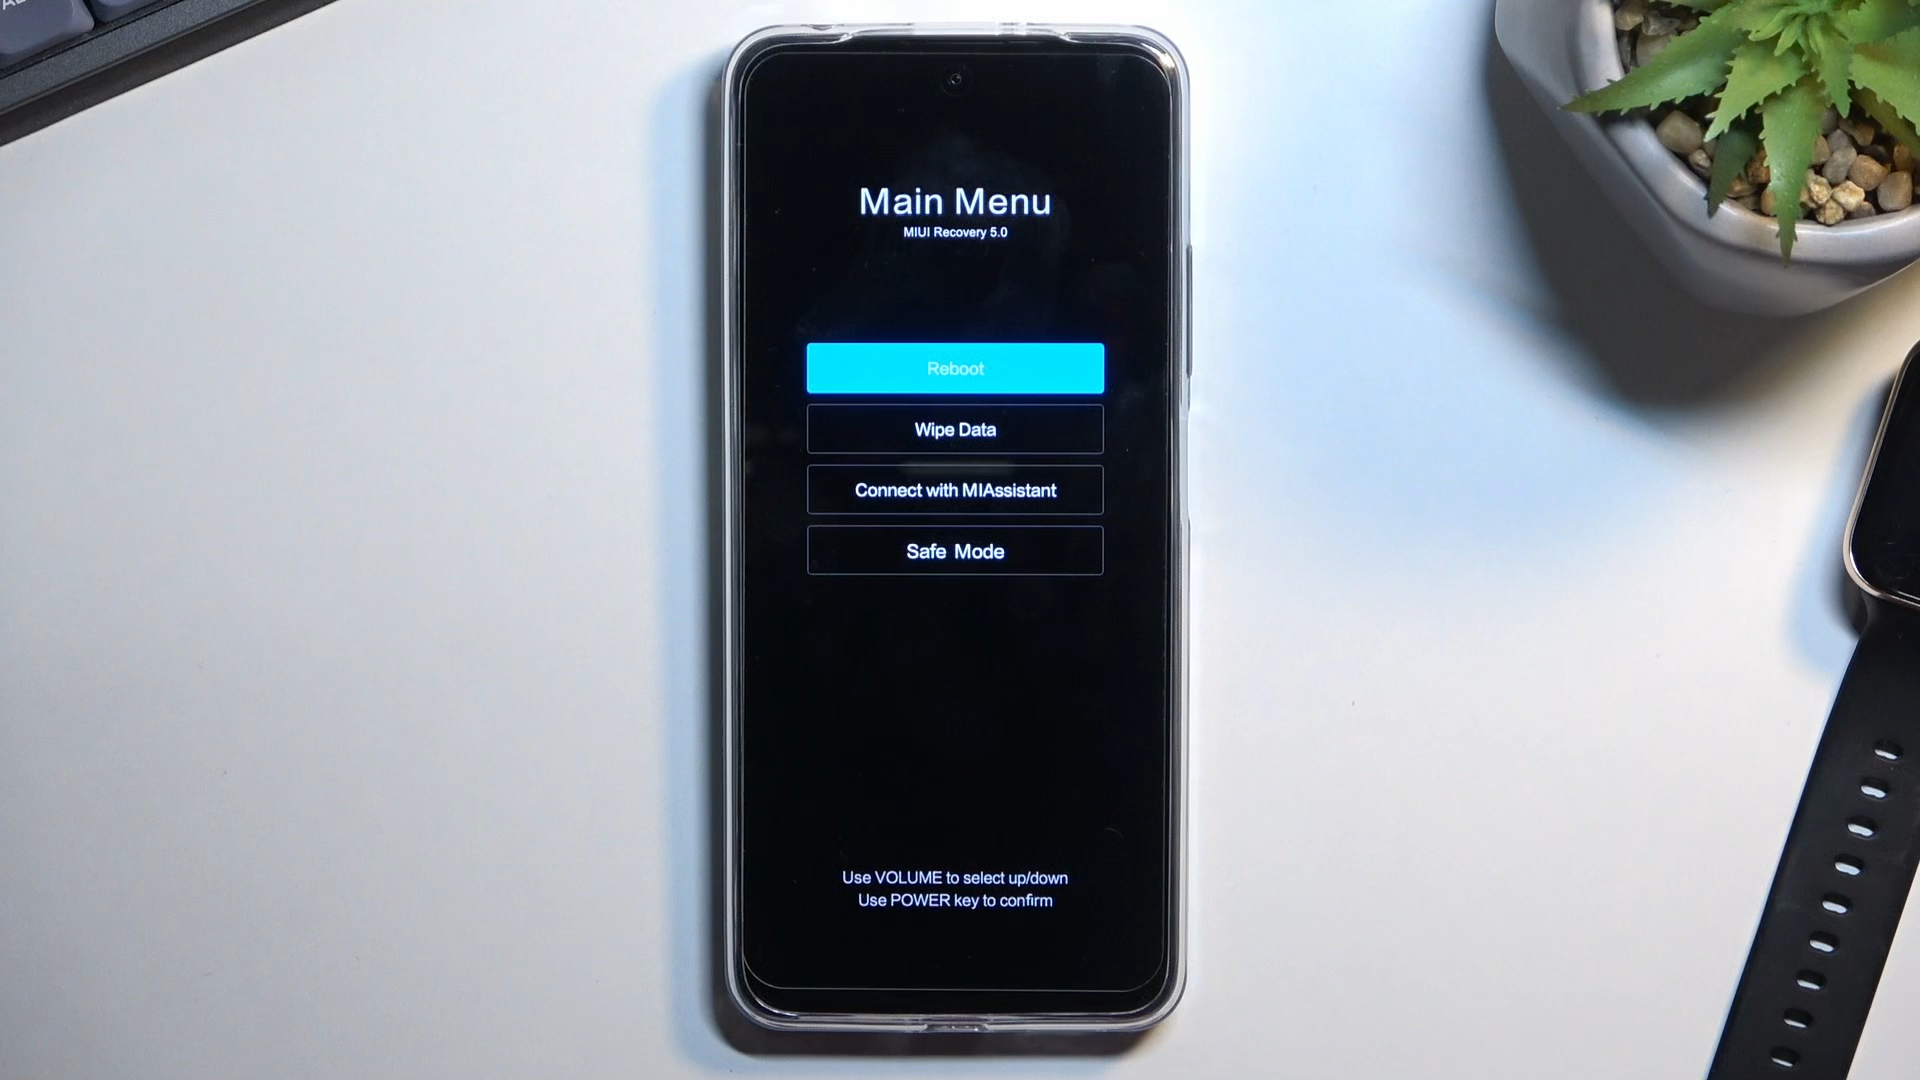 Main Menu
MIUI Recovery 5.0
Reboot
Wipe Data
Connect with MIAssistant
Safe Mode
Use VOLUME to select up/down
Use POWER key to confirm